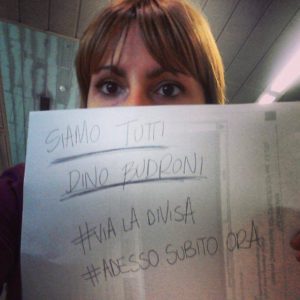 SIAMO TUTTI
DINO BUDRONI
#VIA LA DIVISA
#ADESSO SUBITO ORA